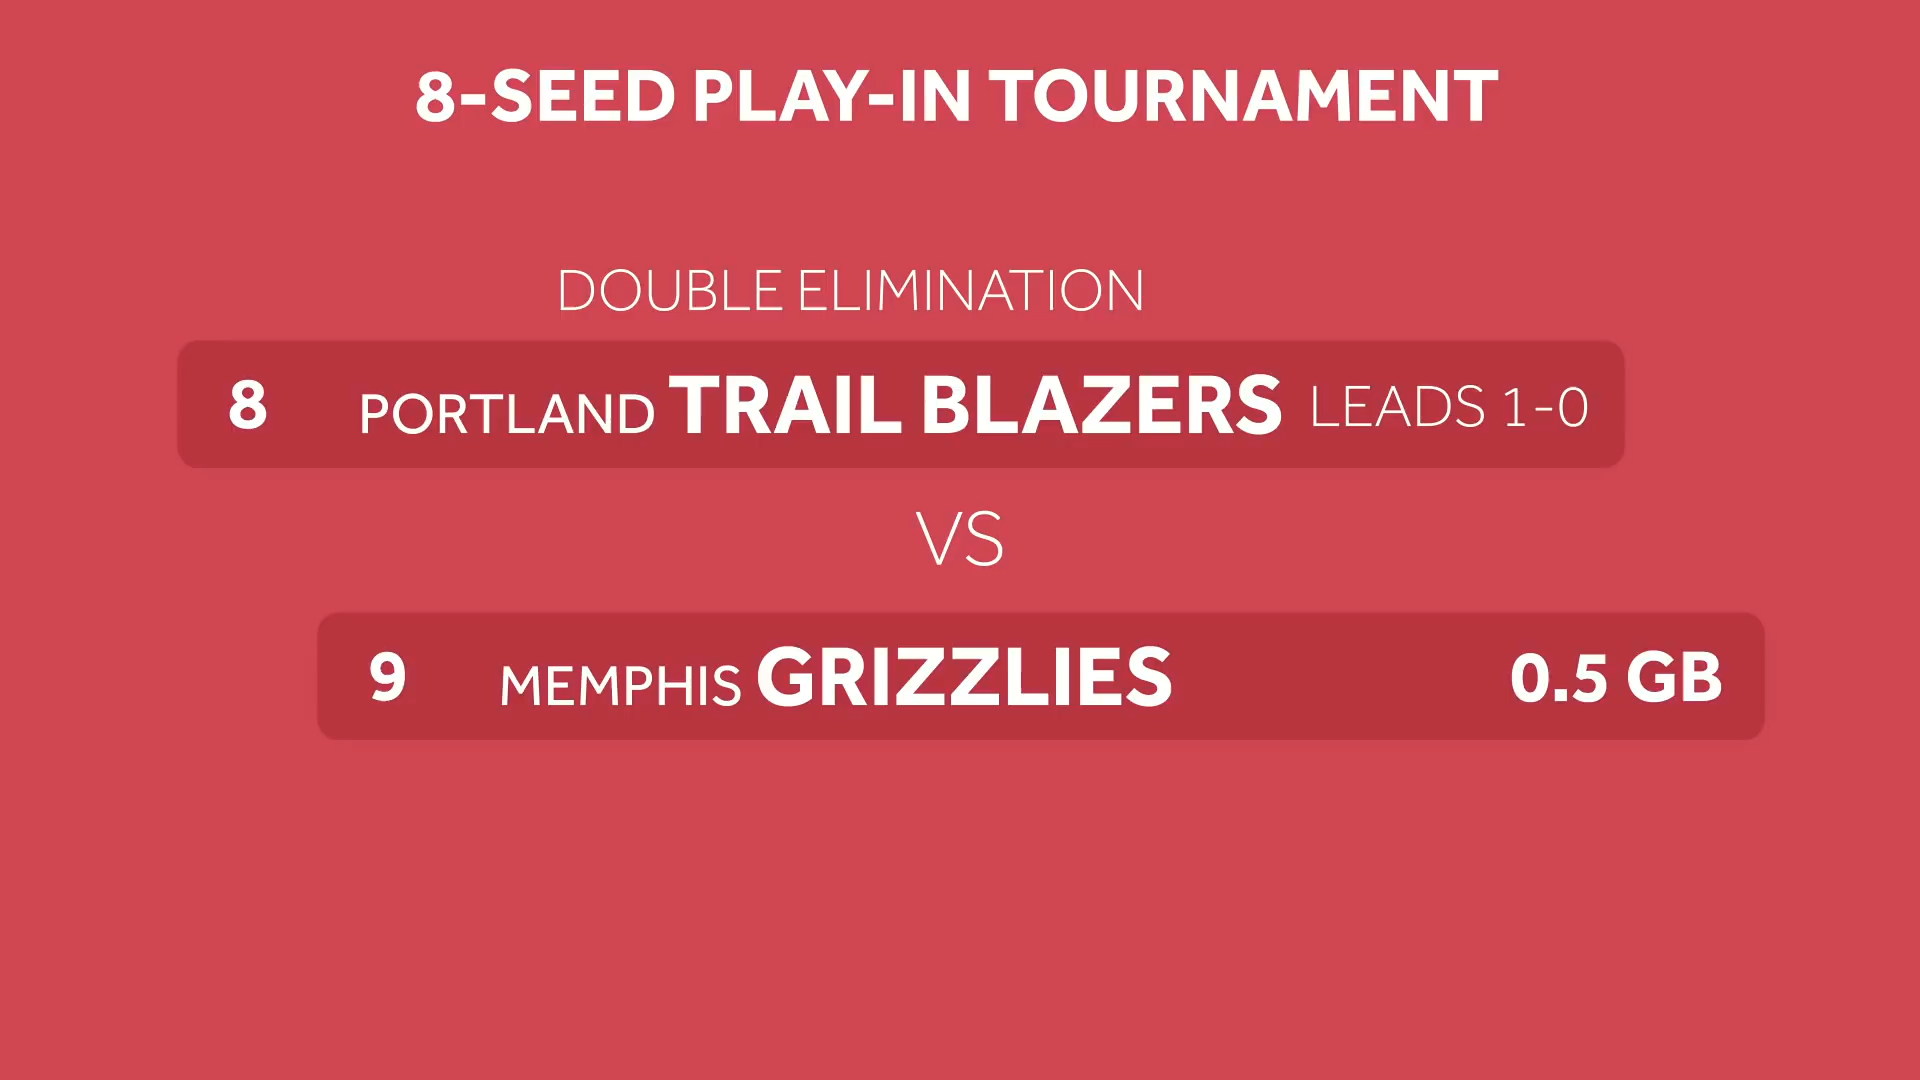 8-SEED PLAY-IN TOURNAMENT
DOUBLE ELIMINATION
8 PORTLAND TRAIL BLAZERS LEADS 1-0
VS
9 MEMPHIS GRIZZLIES 0.5 GB